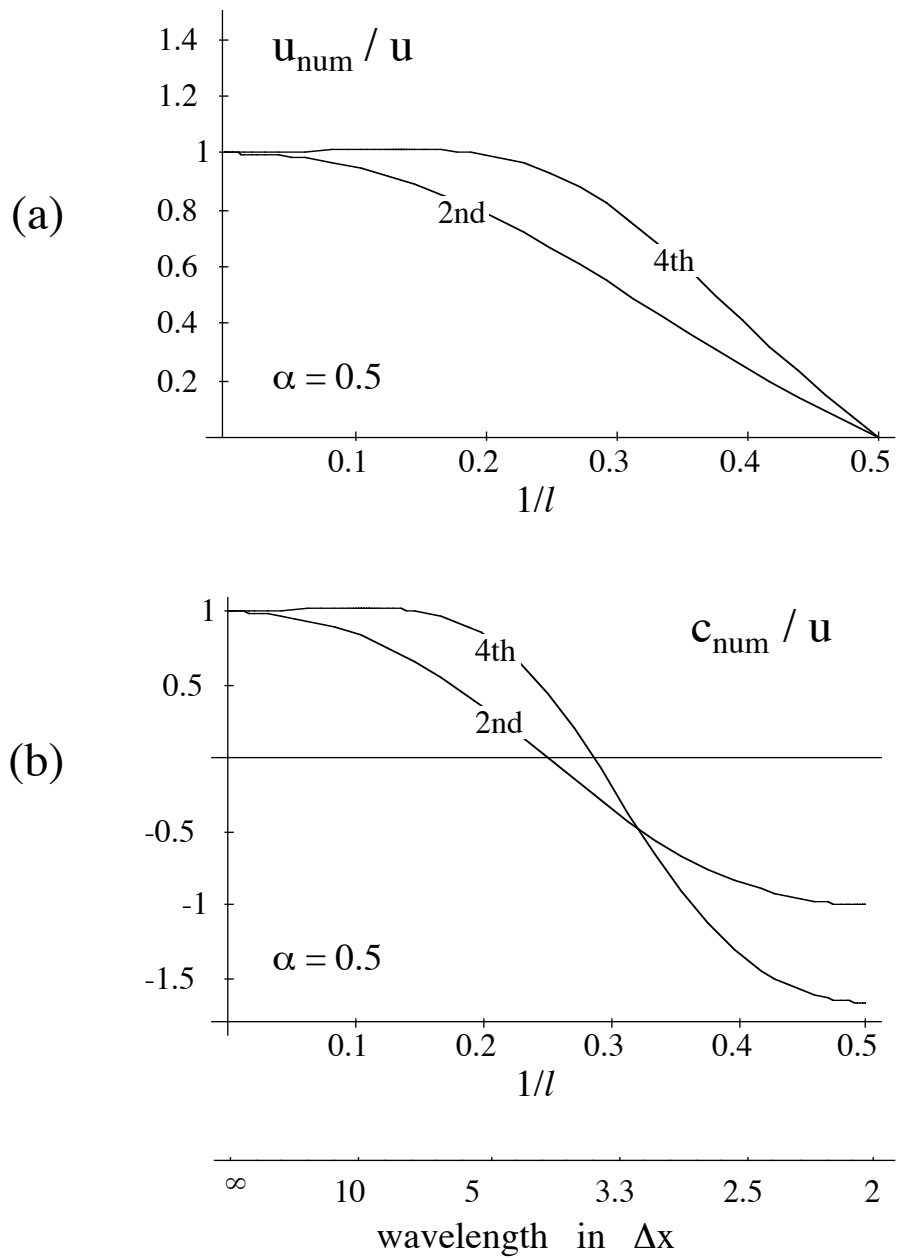 u_num / u
1.4
1.2
1
0.8
0.6
0.4
0.2
(a)
2nd
4th
α = 0.5
0.1 0.2 0.3 0.4 0.5
1/l
c_num / u
1
0.5
-0.5
-1
-1.5
(b)
4th
2nd
α = 0.5
0.1 0.2 0.3 0.4 0.5
1/l
∞ 10 5 3.3 2.5 2
wavelength in Δx